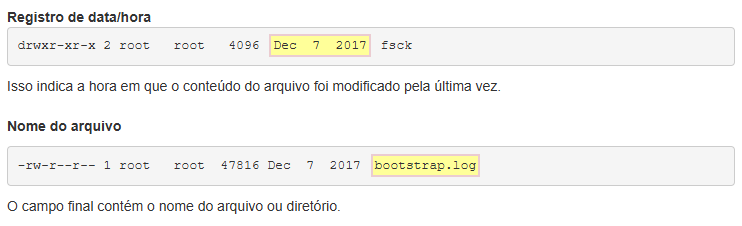 Registro de data/hora
drwxr-xr-x 2 root   root   4096  Dec  7  2017  fsck
Isso indica a hora em que o conteúdo do arquivo foi modificado pela última vez.
Nome do arquivo
-rw-r--r-- 1 root   root  47816 Dec  7  2017  bootstrap.log
O campo final contém o nome do arquivo ou diretório.